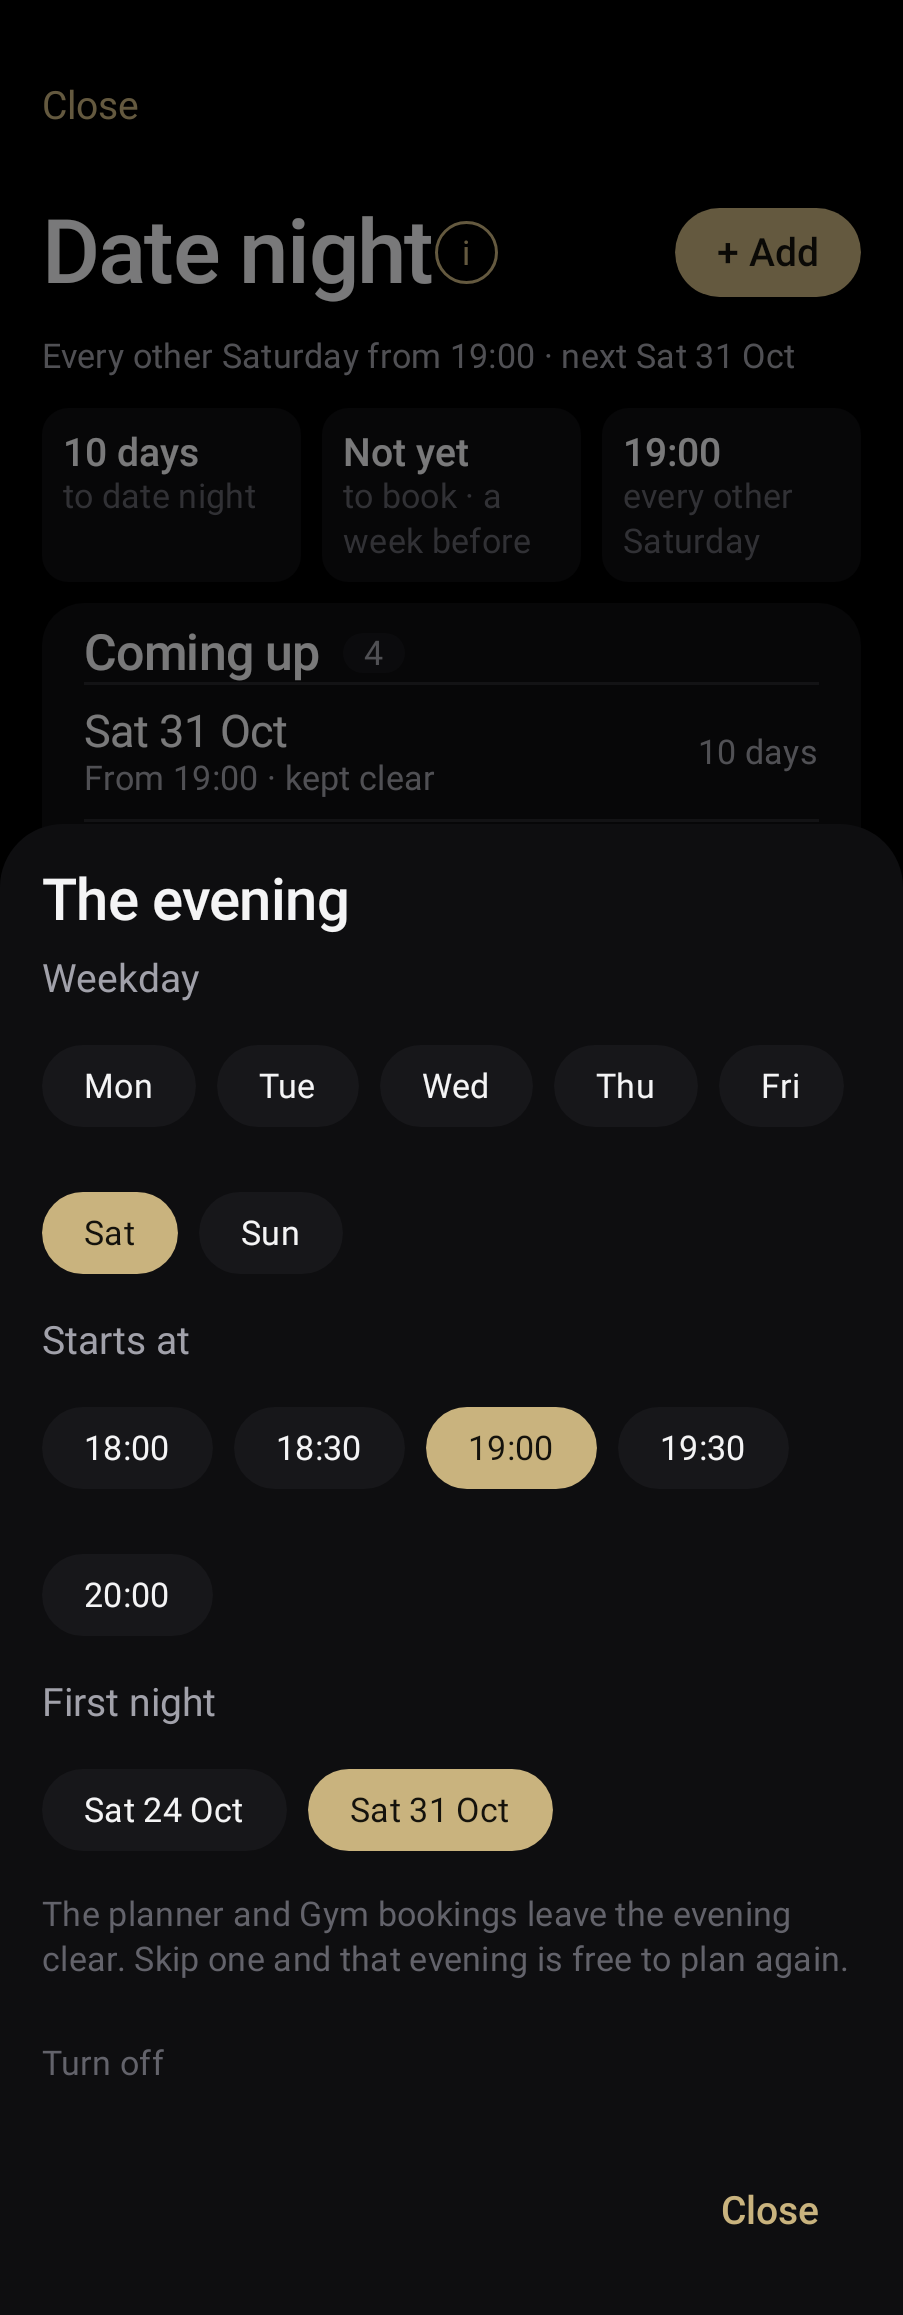 Close
Date night i
+ Add
Every other Saturday from 19:00 · next Sat 31 Oct
10 days
to date night
Not yet
to book · a
week before
19:00
every other
Saturday
Coming up 4
Sat 31 Oct
From 19:00 · kept clear
10 days
The evening
Weekday
Mon Tue Wed Thu Fri
Sat Sun
Starts at
18:00 18:30 19:00 19:30
20:00
First night
Sat 24 Oct Sat 31 Oct
The planner and Gym bookings leave the evening
clear. Skip one and that evening is free to plan again.
Turn off
Close